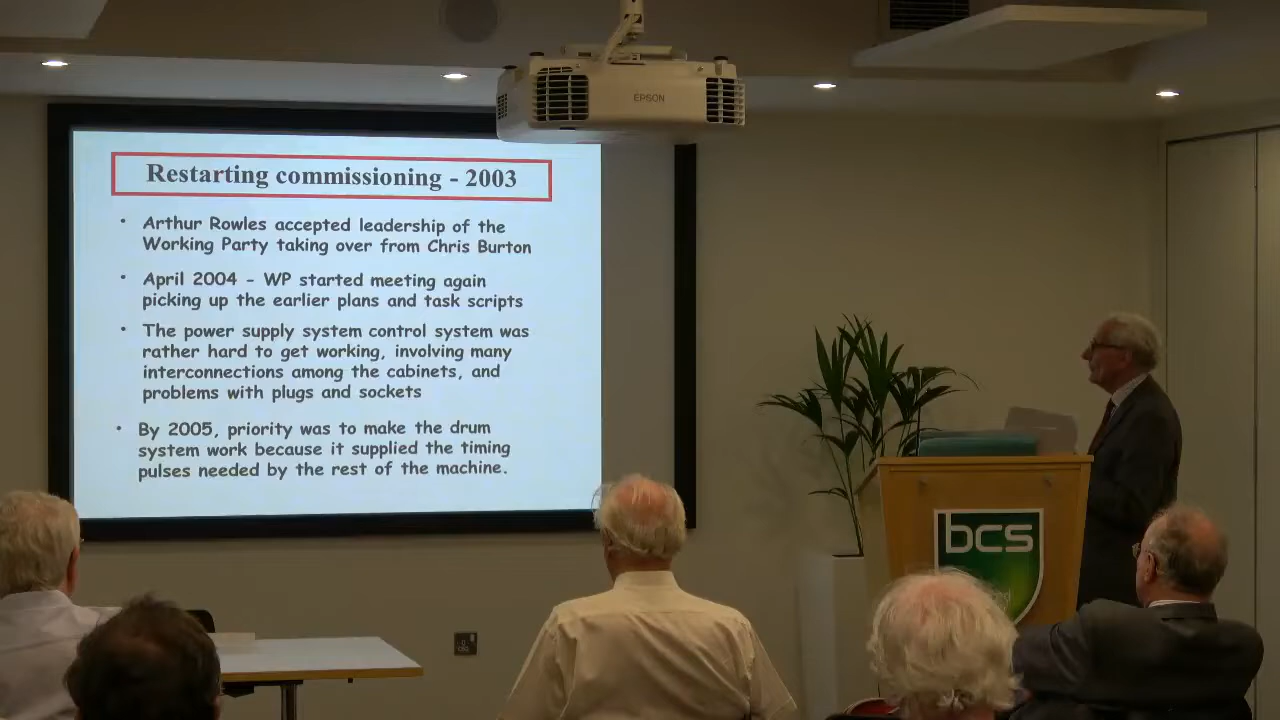 EPSON
Restarting commissioning - 2003
• Arthur Rowles accepted leadership of the
Working Party taking over from Chris Burton
• April 2004 - WP started meeting again
picking up the earlier plans and task scripts
• The power supply system control system was
rather hard to get working, involving many
interconnections among the cabinets, and
problems with plugs and sockets
• By 2005, priority was to make the drum
system work because it supplied the timing
pulses needed by the rest of the machine.
bcs